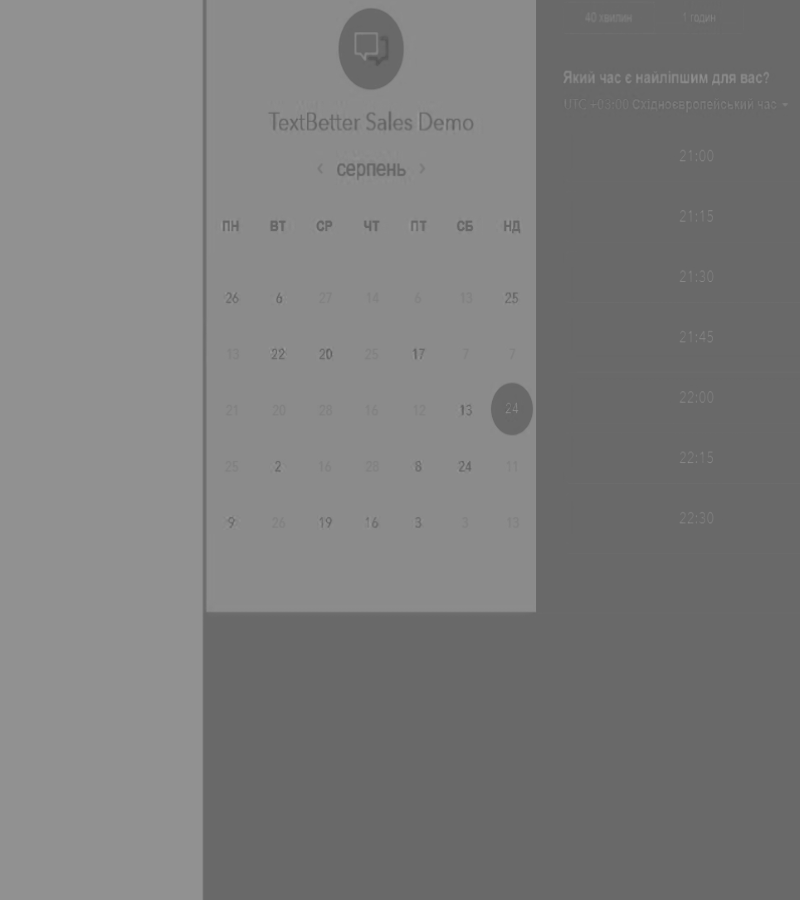 TextBetter Sales Demo
‹ серпень ›
ПН ВТ СР ЧТ ПТ СБ НД
26 6 27 14 6 13 25
13 22 20 25 17 7 7
21 20 28 16 12 13 24
25 2 16 28 8 24 11
9 26 19 16 3 3 13
40 хвилин 1 годин
Який час є найліпшим для вас?
UTC +03:00 Східноєвропейський час
21:00
21:15
21:30
21:45
22:00
22:15
22:30